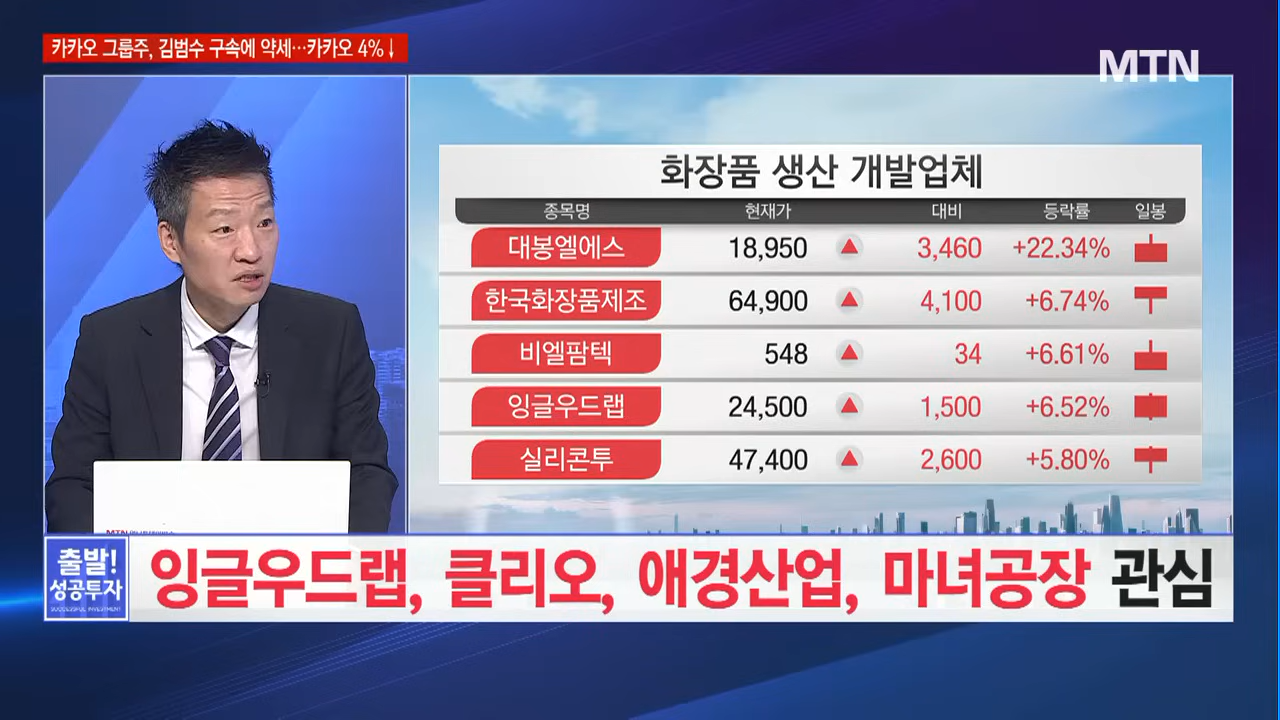 카카오 그룹주, 김범수 구속에 약세…카카오 4%↓
MTN
화장품 생산 개발업체
종목명 현재가 대비 등락률 일봉
대봉엘에스 18,950 ▲ 3,460 +22.34%
한국화장품제조 64,900 ▲ 4,100 +6.74%
비엘팜텍 548 ▲ 34 +6.61%
잉글우드랩 24,500 ▲ 1,500 +6.52%
실리콘투 47,400 ▲ 2,600 +5.80%
MTN
출발!
성공투자
SUCCESSFUL INVESTMENT
잉글우드랩, 클리오, 애경산업, 마녀공장 관심